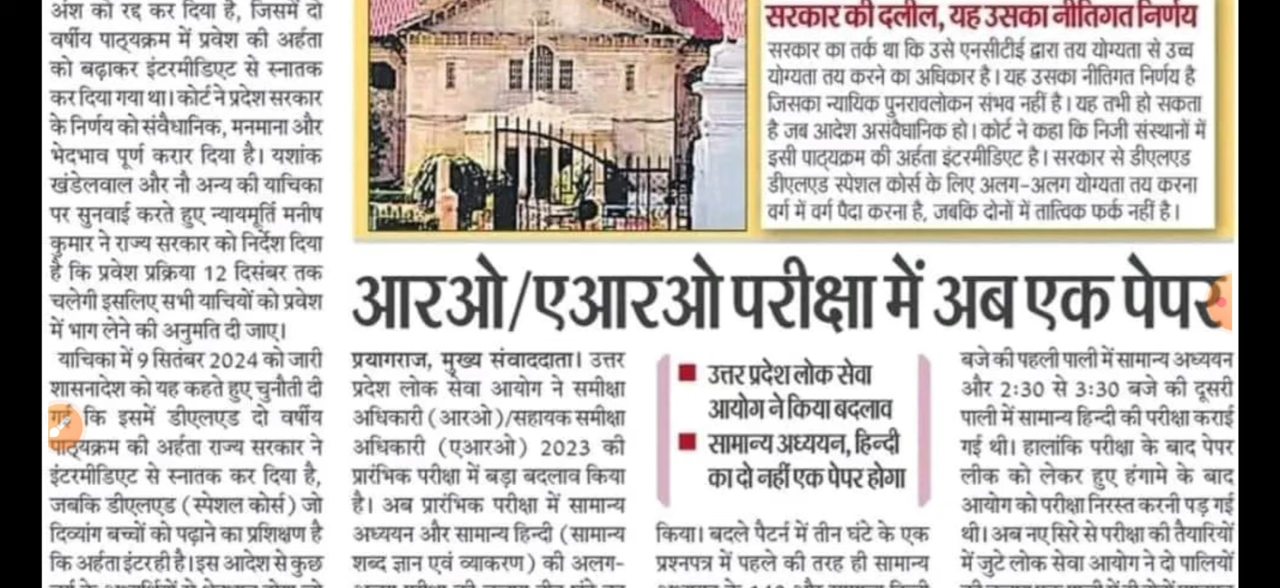 अंश को रद्द कर दिया है, जिसमें दो
वर्षीय पाठ्यक्रम में प्रवेश की अर्हता
को बढ़ाकर इंटरमीडिएट से स्नातक
कर दिया गया था। कोर्ट ने प्रदेश सरकार
के निर्णय को संवैधानिक, मनमाना और
भेदभाव पूर्ण करार दिया है। यशांक
खंडेलवाल और नौ अन्य की याचिका
पर सुनवाई करते हुए न्यायमूर्ति मनीष
कुमार ने राज्य सरकार को निर्देश दिया
है कि प्रवेश प्रक्रिया 12 दिसंबर तक
चलेगी इसलिए सभी याचियों को प्रवेश
में भाग लेने की अनुमति दी जाए।
याचिका में 9 सितंबर 2024 को जारी
शासनादेश को यह कहते हुए चुनौती दी
गई कि इसमें डीएलएड दो वर्षीय
पाठ्यक्रम की अर्हता राज्य सरकार ने
इंटरमीडिएट से स्नातक कर दिया है,
जबकि डीएलएड (स्पेशल कोर्स) जो
दिव्यांग बच्चों को पढ़ाने का प्रशिक्षण है
कि अर्हता इंटर ही है। इस आदेश से कुछ
सरकार की दलील, यह उसका नीतिगत निर्णय
सरकार का तर्क था कि उसे एनसीटीई द्वारा तय योग्यता से उच्च
योग्यता तय करने का अधिकार है। यह उसका नीतिगत निर्णय है
जिसका न्यायिक पुनरावलोकन संभव नहीं है। यह तभी हो सकता
है जब आदेश असंवैधानिक हो। कोर्ट ने कहा कि निजी संस्थानों में
इसी पाठ्यक्रम की अर्हता इंटरमीडिएट है। सरकार से डीएलएड
डीएलएड स्पेशल कोर्स के लिए अलग-अलग योग्यता तय करना
वर्ग में वर्ग पैदा करना है, जबकि दोनों में तात्विक फर्क नहीं है।
आरओ/एआरओ परीक्षा में अब एक पेपर
प्रयागराज, मुख्य संवाददाता। उत्तर
प्रदेश लोक सेवा आयोग ने समीक्षा
अधिकारी (आरओ)/सहायक समीक्षा
अधिकारी (एआरओ) 2023 की
प्रारंभिक परीक्षा में बड़ा बदलाव किया
है। अब प्रारंभिक परीक्षा में सामान्य
अध्ययन और सामान्य हिन्दी (सामान्य
शब्द ज्ञान एवं व्याकरण) की अलग-
उत्तर प्रदेश लोक सेवा
आयोग ने किया बदलाव
सामान्य अध्ययन, हिन्दी
का दो नहीं एक पेपर होगा
किया। बदले पैटर्न में तीन घंटे के एक
प्रश्नपत्र में पहले की तरह ही सामान्य
बजे की पहली पाली में सामान्य अध्ययन
और 2:30 से 3:30 बजे की दूसरी
पाली में सामान्य हिन्दी की परीक्षा कराई
गई थी। हालांकि परीक्षा के बाद पेपर
लीक को लेकर हुए हंगामे के बाद
आयोग को परीक्षा निरस्त करनी पड़ गई
थी। अब नए सिरे से परीक्षा की तैयारियों
में जुटे लोक सेवा आयोग ने दो पालियों